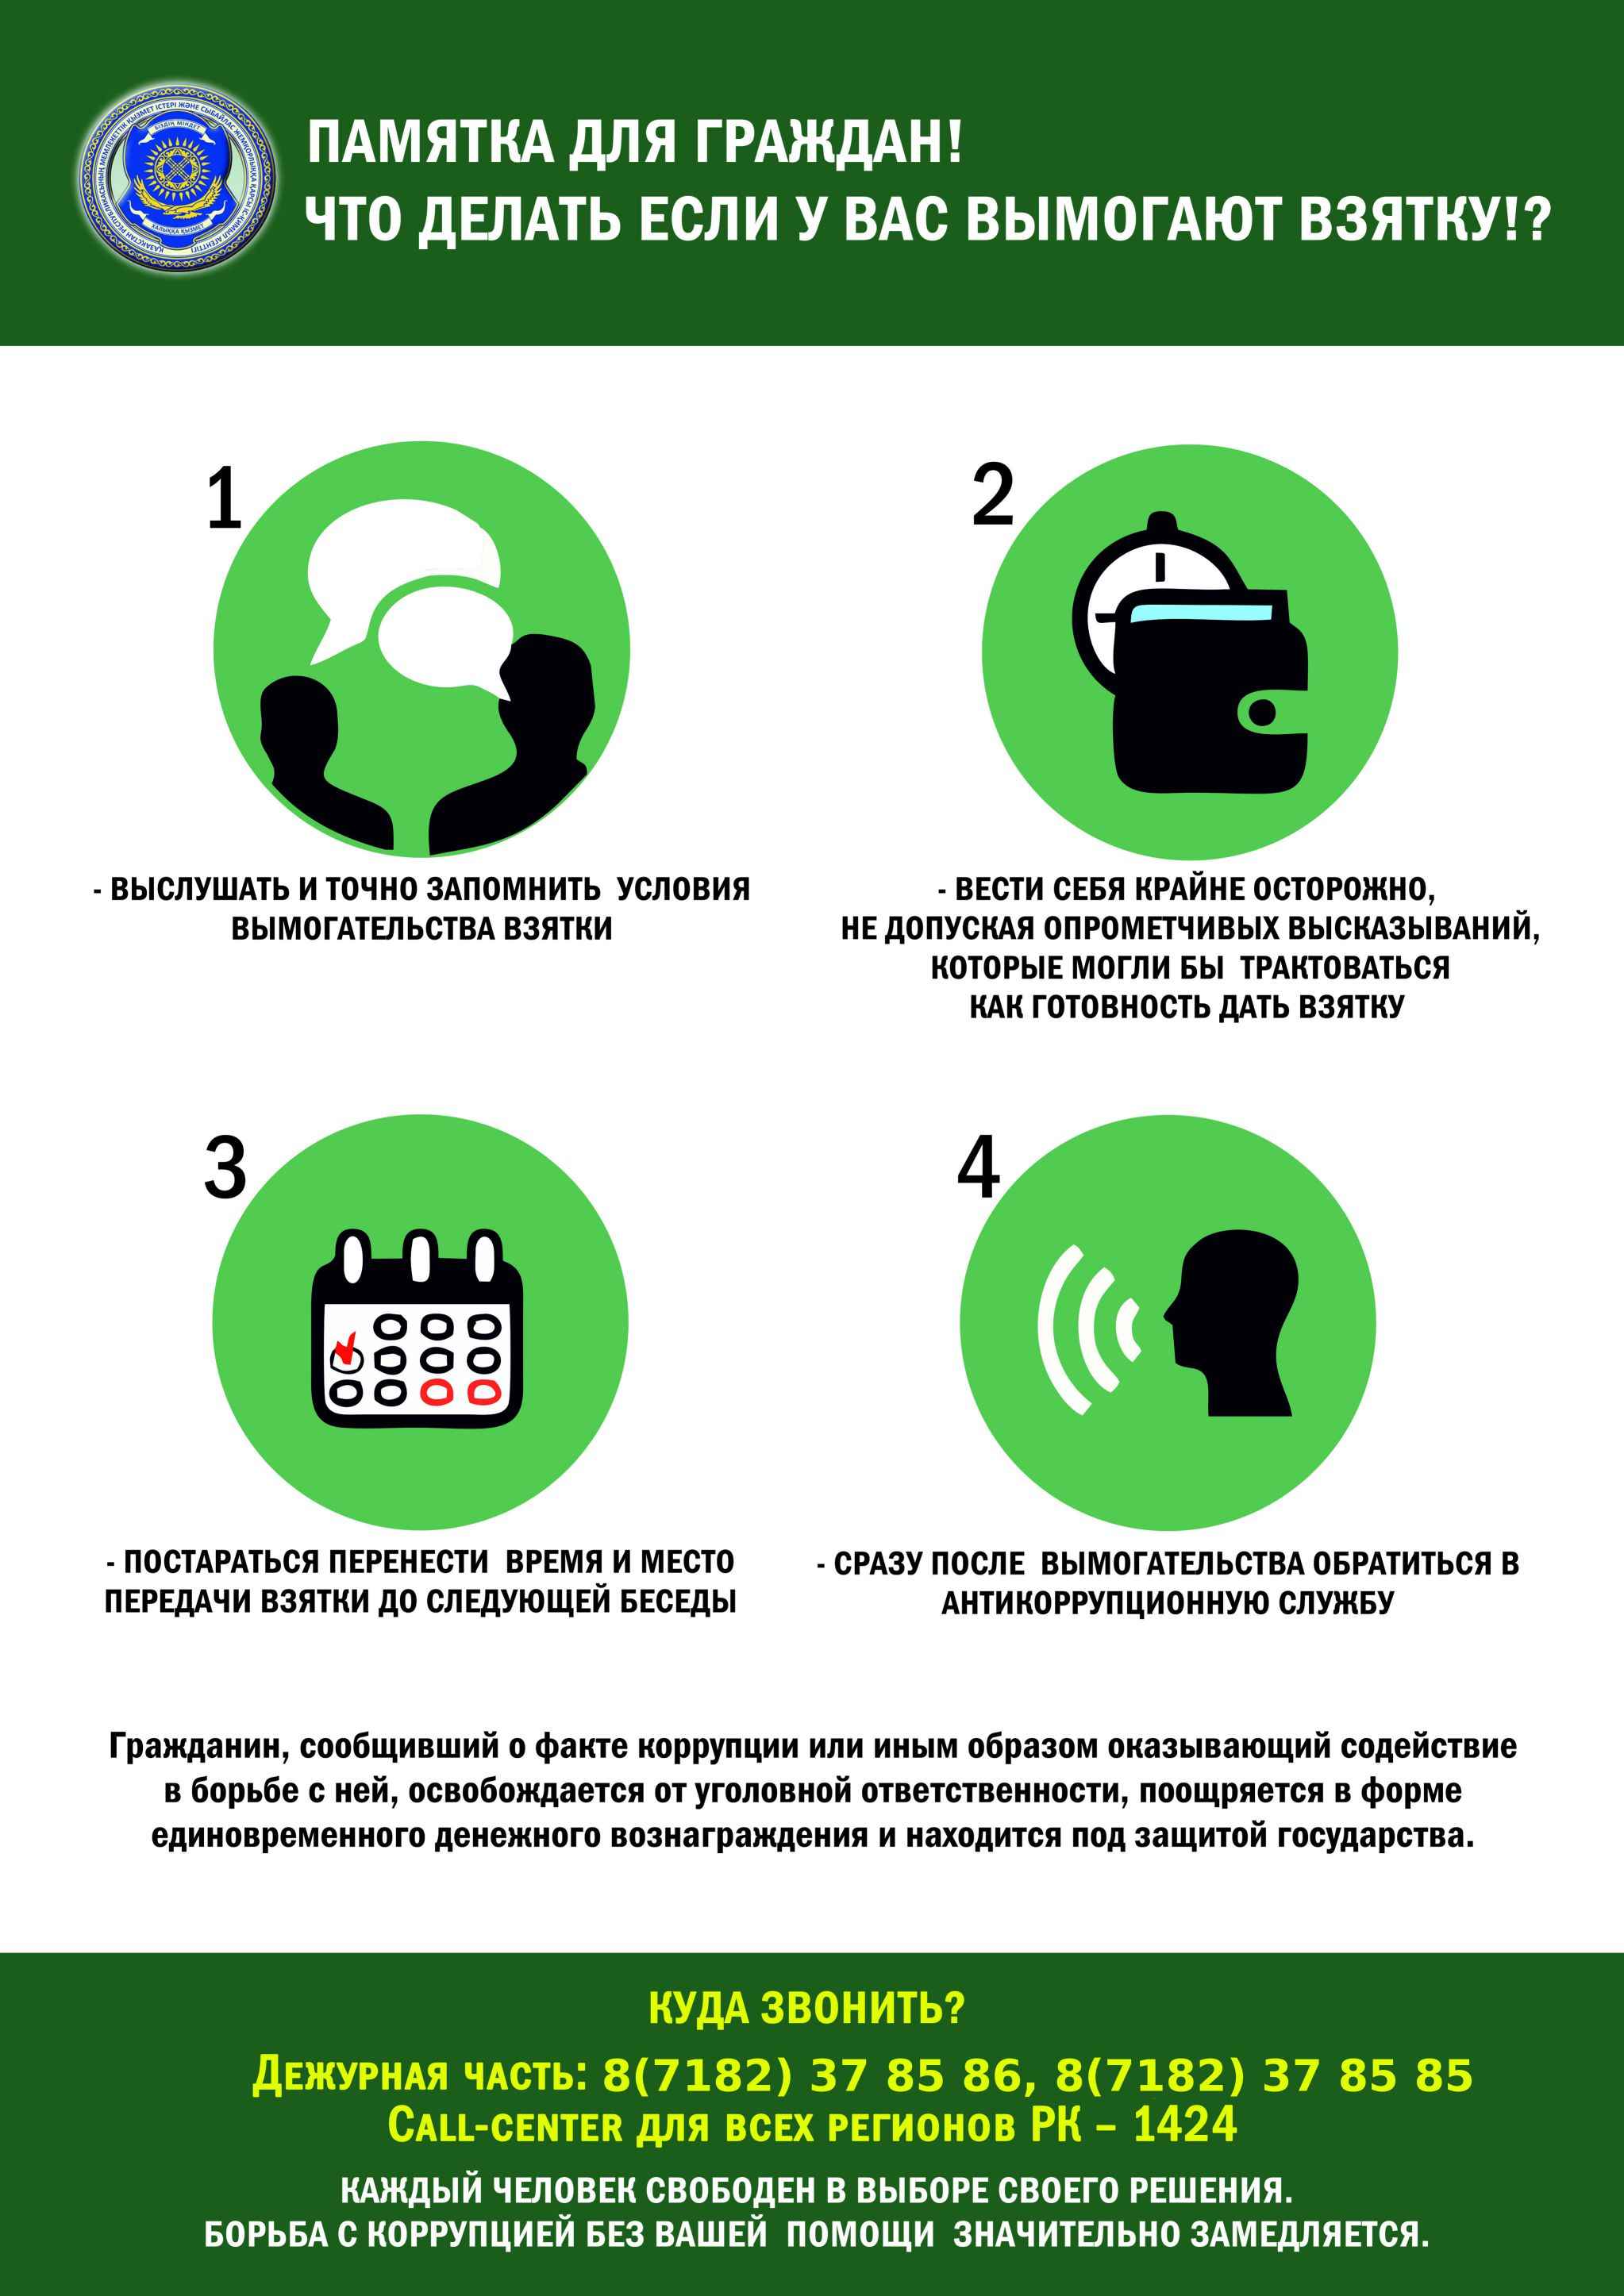 ҚАЗАҚСТАН РЕСПУБЛИКАСЫНЫҢ МЕМЛЕКЕТТІК ҚЫЗМЕТ ІСТЕРІ ЖӘНЕ СЫБАЙЛАС ЖЕМҚОРЛЫҚҚА ҚАРСЫ ІС-ҚИМЫЛ АГЕНТТІГІ
БІЗДІҢ МІНДЕТ
ХАЛЫҚҚА ҚЫЗМЕТ
ПАМЯТКА ДЛЯ ГРАЖДАН!
ЧТО ДЕЛАТЬ ЕСЛИ У ВАС ВЫМОГАЮТ ВЗЯТКУ!?
1
- ВЫСЛУШАТЬ И ТОЧНО ЗАПОМНИТЬ УСЛОВИЯ
ВЫМОГАТЕЛЬСТВА ВЗЯТКИ
2
- ВЕСТИ СЕБЯ КРАЙНЕ ОСТОРОЖНО,
НЕ ДОПУСКАЯ ОПРОМЕТЧИВЫХ ВЫСКАЗЫВАНИЙ,
КОТОРЫЕ МОГЛИ БЫ ТРАКТОВАТЬСЯ
КАК ГОТОВНОСТЬ ДАТЬ ВЗЯТКУ
3
- ПОСТАРАТЬСЯ ПЕРЕНЕСТИ ВРЕМЯ И МЕСТО
ПЕРЕДАЧИ ВЗЯТКИ ДО СЛЕДУЮЩЕЙ БЕСЕДЫ
4
- СРАЗУ ПОСЛЕ ВЫМОГАТЕЛЬСТВА ОБРАТИТЬСЯ В
АНТИКОРРУПЦИОННУЮ СЛУЖБУ
Гражданин, сообщивший о факте коррупции или иным образом оказывающий содействие
в борьбе с ней, освобождается от уголовной ответственности, поощряется в форме
единовременного денежного вознаграждения и находится под защитой государства.
КУДА ЗВОНИТЬ?
Дежурная часть: 8(7182) 37 85 86, 8(7182) 37 85 85
Call-center для всех регионов РК – 1424
КАЖДЫЙ ЧЕЛОВЕК СВОБОДЕН В ВЫБОРЕ СВОЕГО РЕШЕНИЯ.
БОРЬБА С КОРРУПЦИЕЙ БЕЗ ВАШЕЙ ПОМОЩИ ЗНАЧИТЕЛЬНО ЗАМЕДЛЯЕТСЯ.